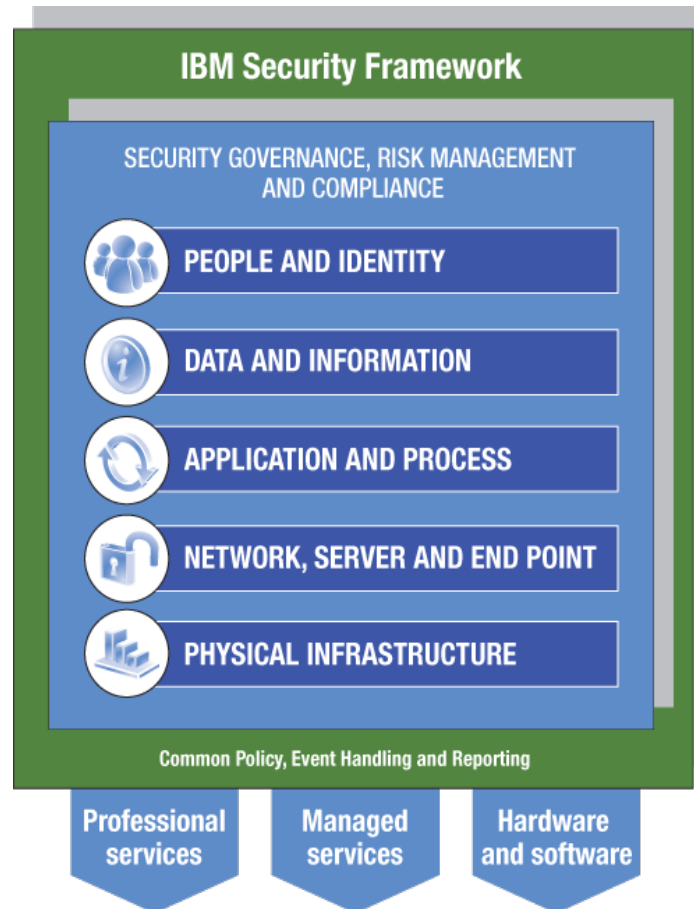 IBM Security Framework
SECURITY GOVERNANCE, RISK MANAGEMENT
AND COMPLIANCE
PEOPLE AND IDENTITY
DATA AND INFORMATION
APPLICATION AND PROCESS
NETWORK, SERVER AND END POINT
PHYSICAL INFRASTRUCTURE
Common Policy, Event Handling and Reporting
Professional
services
Managed
services
Hardware
and software